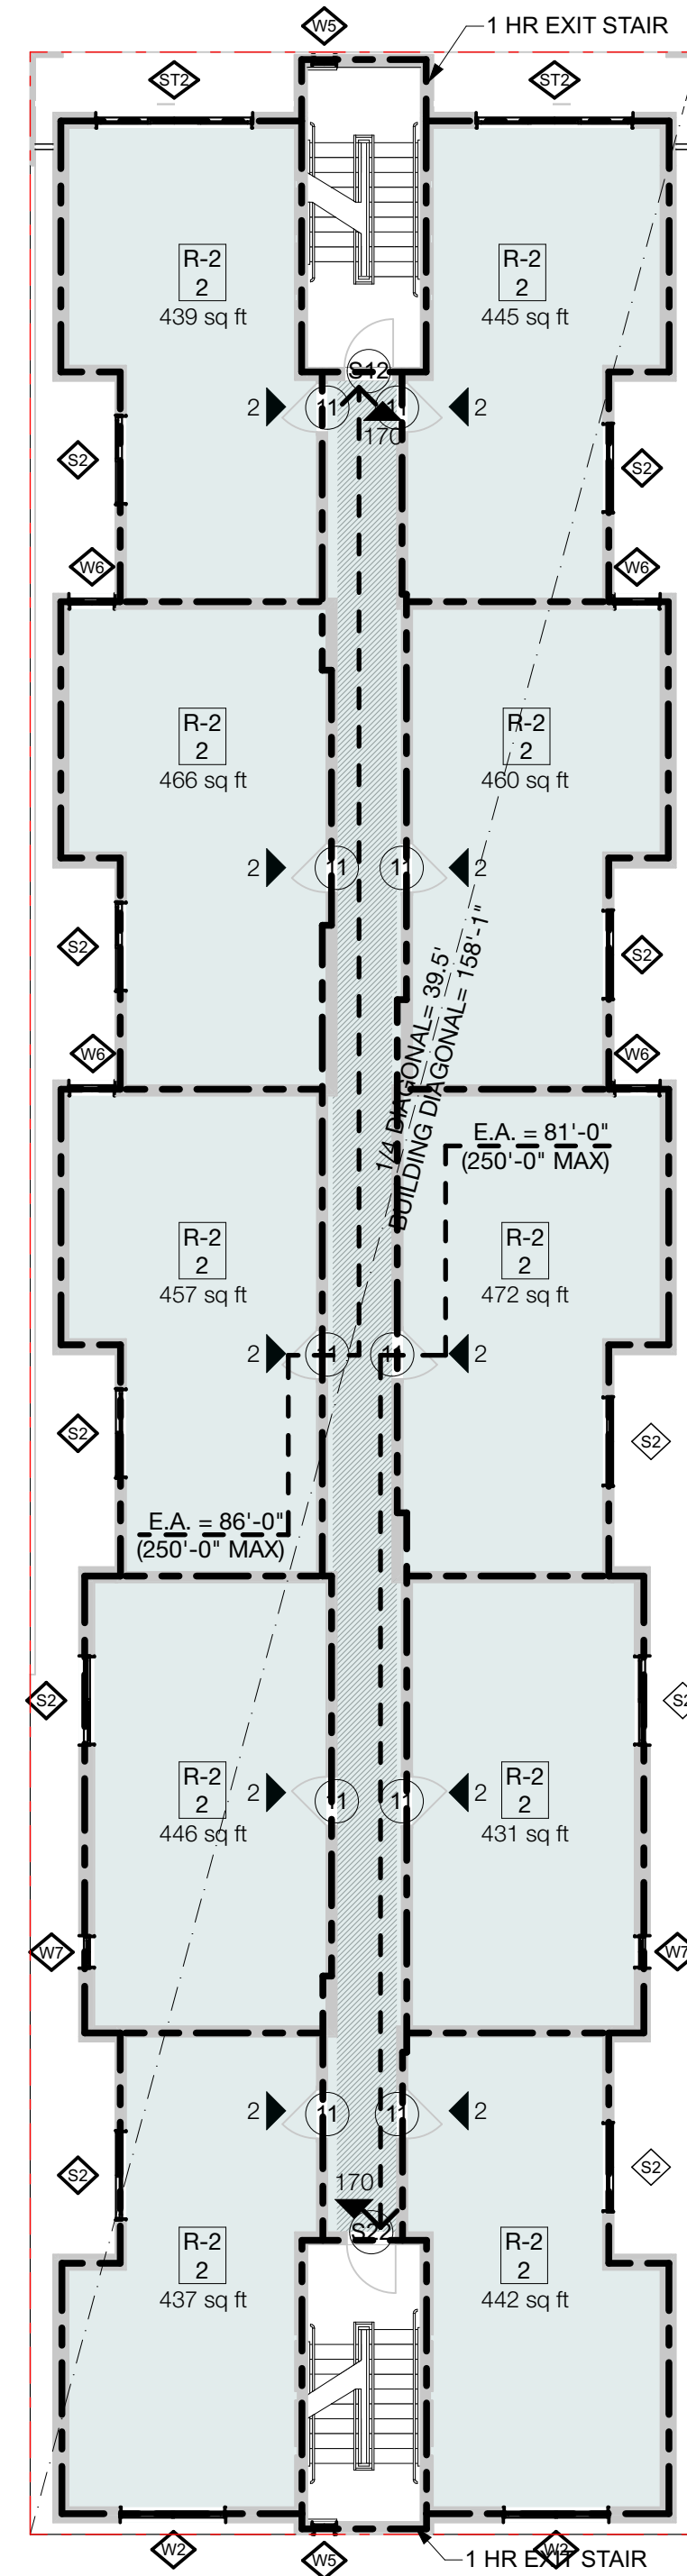 W5
1 HR EXIT STAIR
ST2
ST2
R-2
2
439 sq ft
R-2
2
445 sq ft
S12
2
11
11
2
170
S2
S2
W6
W6
R-2
2
466 sq ft
R-2
2
460 sq ft
2
11
11
2
S2
S2
1/4 DIAGONAL= 39.5'
BUILDING DIAGONAL= 158'-1"
W6
W6
E.A. = 81'-0"
(250'-0" MAX)
R-2
2
457 sq ft
R-2
2
472 sq ft
2
11
11
2
S2
S2
E.A. = 86'-0"
(250'-0" MAX)
S2
S2
R-2
2
446 sq ft
R-2
2
431 sq ft
2
11
11
2
W7
W7
2
11
11
2
S2
S2
170
S22
R-2
2
437 sq ft
R-2
2
442 sq ft
W2
W5
1 HR EXIT STAIR
W2